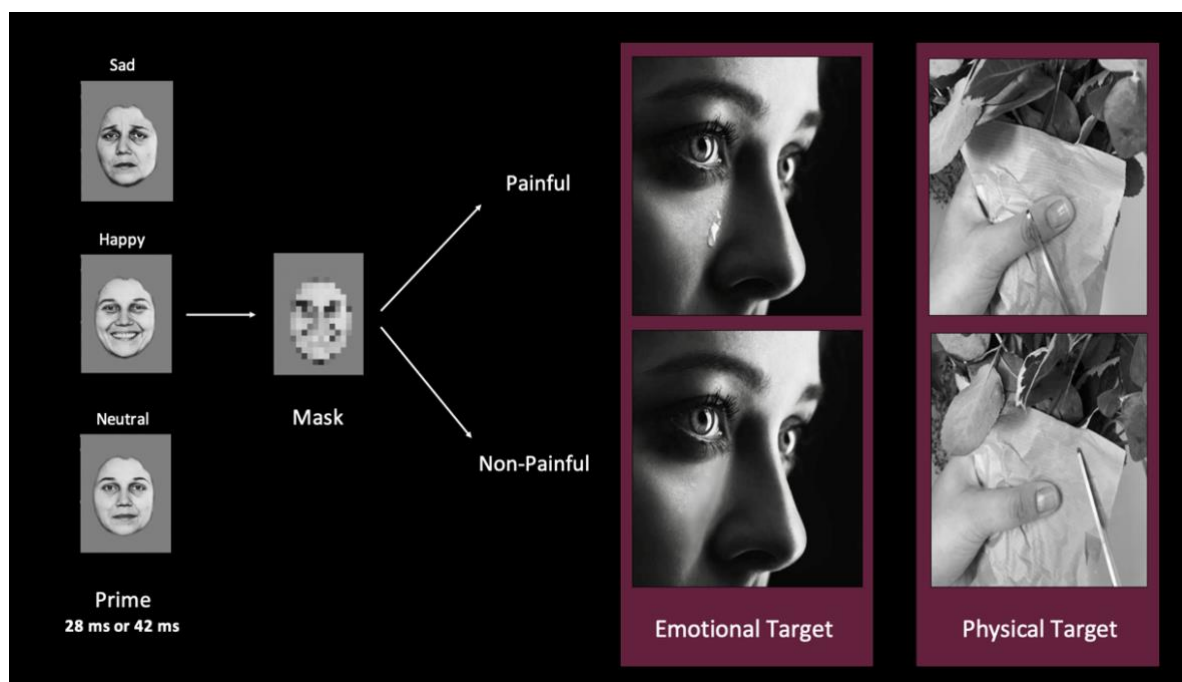 Sad
Happy
Neutral
Prime
28 ms or 42 ms
Mask
Painful
Non-Painful
Emotional Target
Physical Target